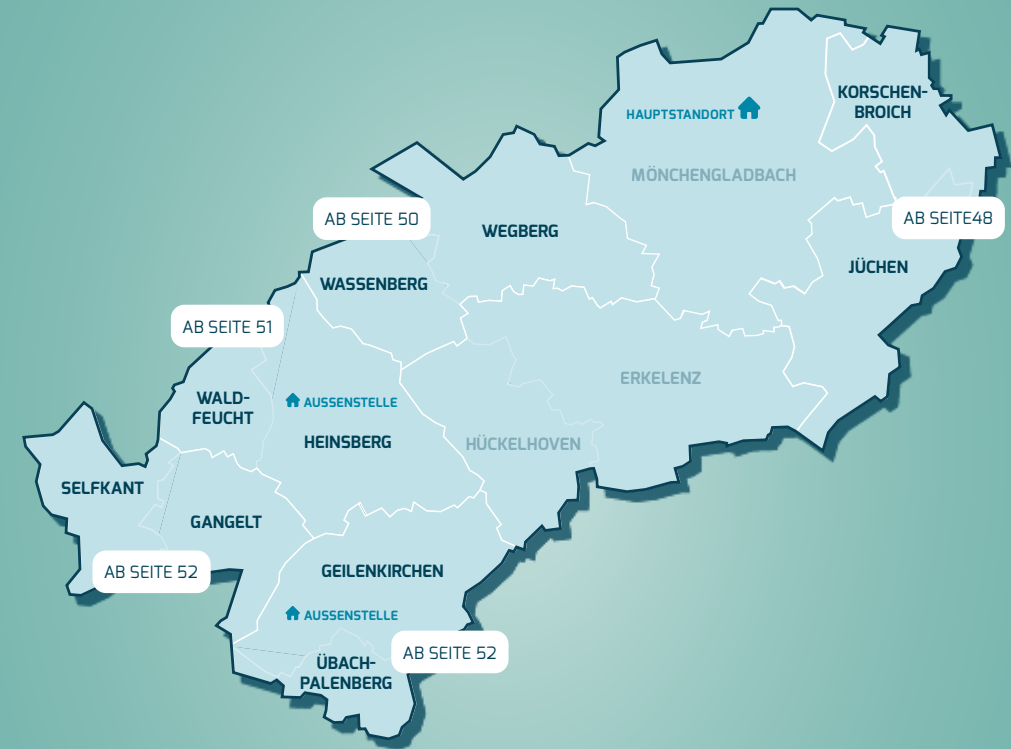 KORSCHEN-
BROICH
HAUPTSTANDORT
MÖNCHENGLADBACH
AB SEITE 50
AB SEITE48
WEGBERG
JÜCHEN
WASSENBERG
AB SEITE 51
ERKELENZ
WALD-
FEUCHT
AUSSENSTELLE
HEINSBERG
HÜCKELHOVEN
SELFKANT
GANGELT
AB SEITE 52
GEILENKIRCHEN
AUSSENSTELLE
AB SEITE 52
ÜBACH-
PALENBERG